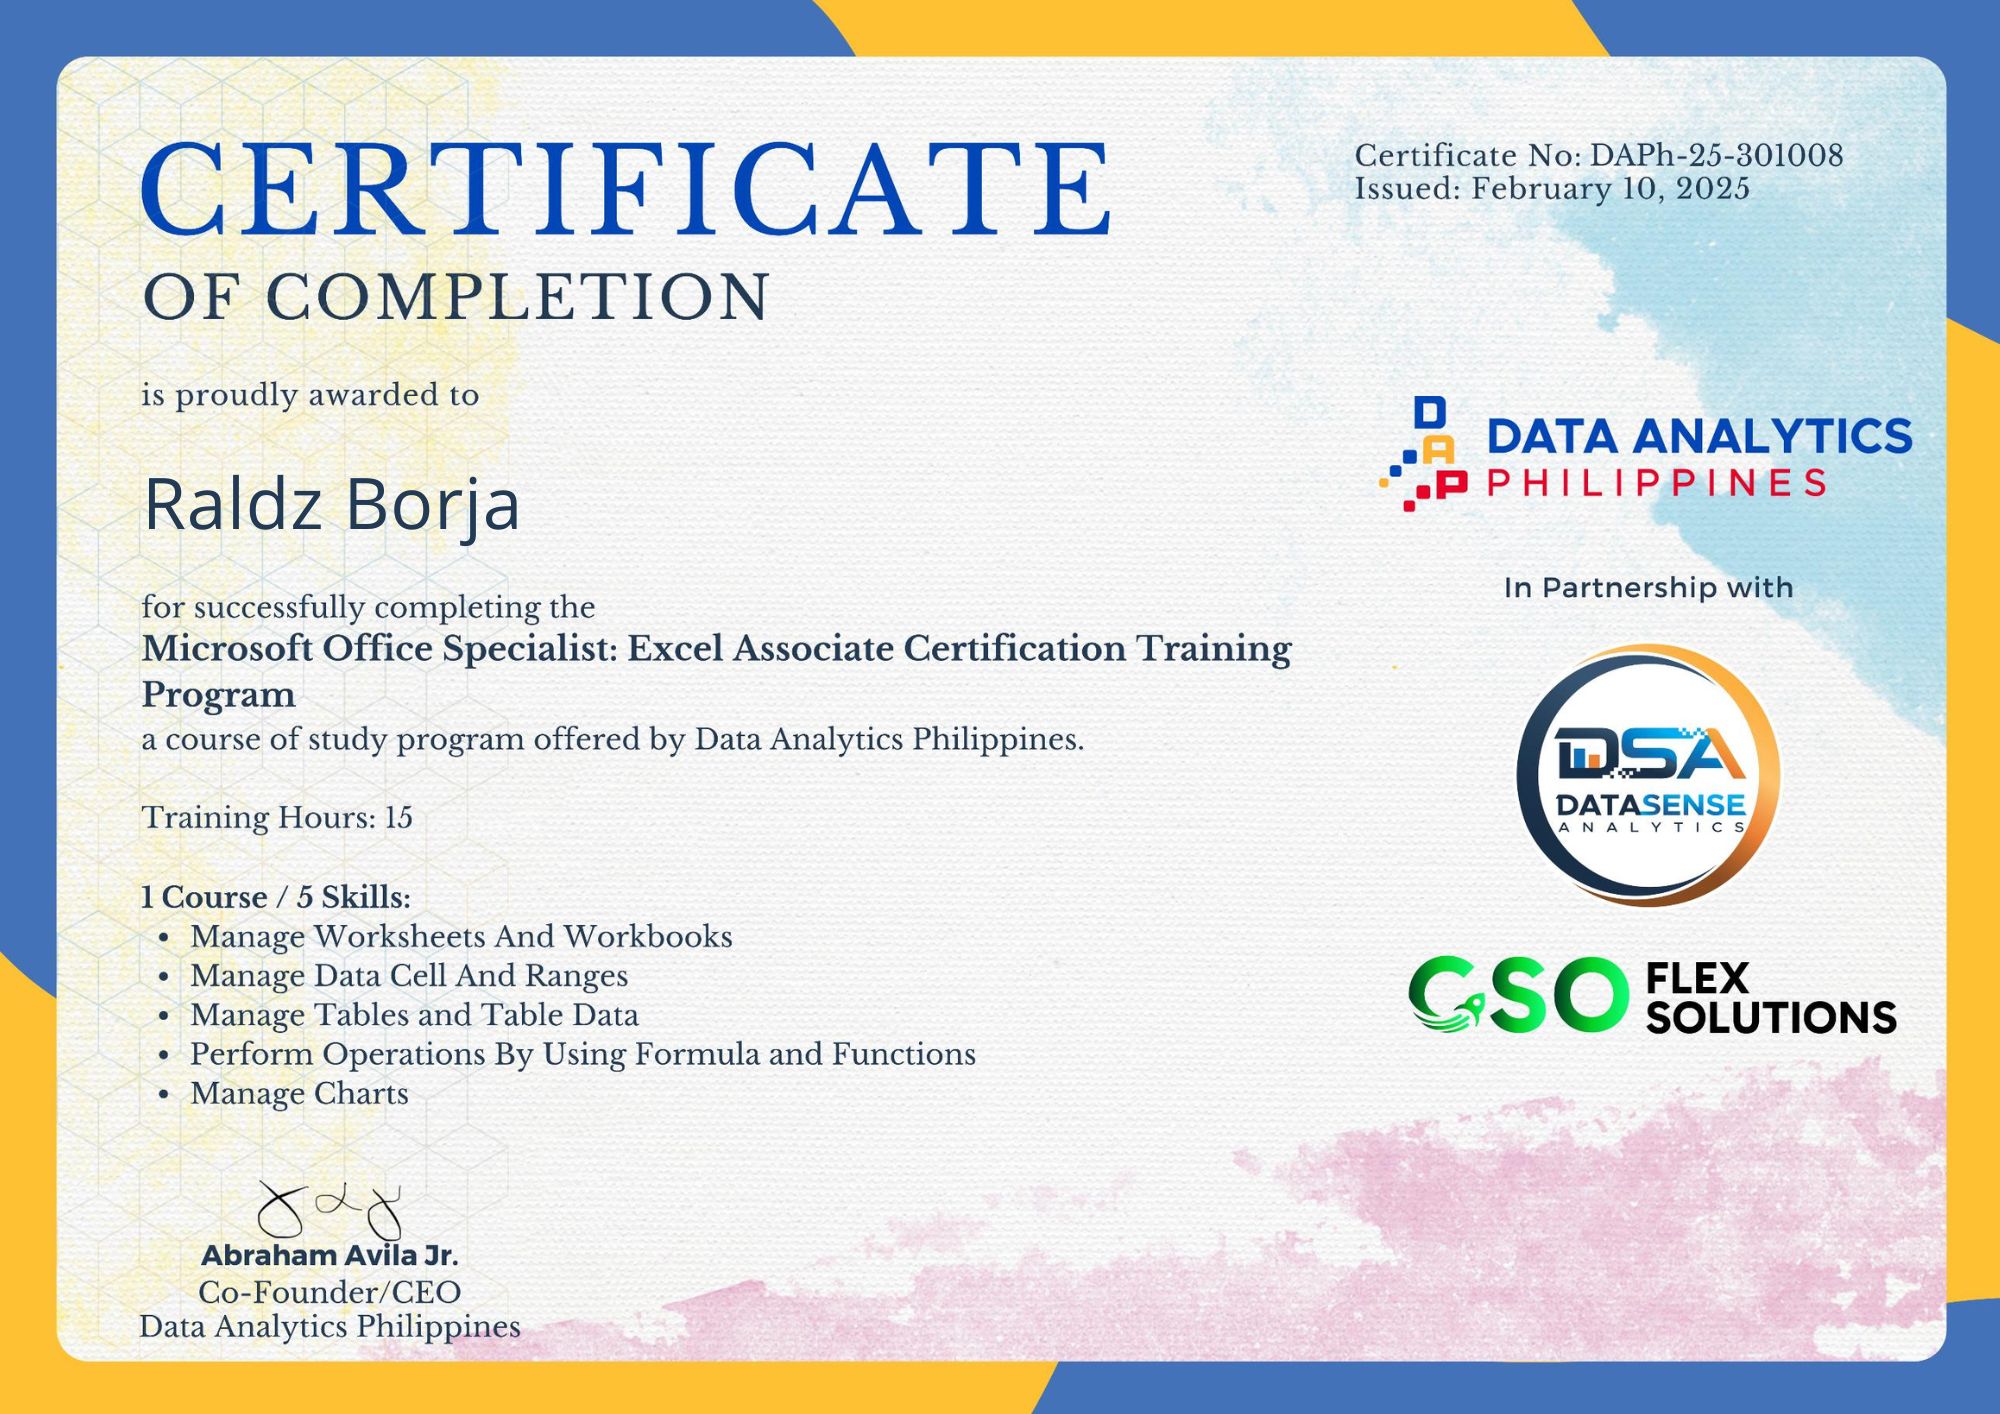 CERTIFICATE
OF COMPLETION
Certificate No: DAPh-25-301008
Issued: February 10, 2025
is proudly awarded to
Raldz Borja
for successfully completing the
Microsoft Office Specialist: Excel Associate Certification Training
Program
a course of study program offered by Data Analytics Philippines.
Training Hours: 15
1 Course / 5 Skills:
• Manage Worksheets And Workbooks
• Manage Data Cell And Ranges
• Manage Tables and Table Data
• Perform Operations By Using Formula and Functions
• Manage Charts
Abraham Avila Jr.
Co-Founder/CEO
Data Analytics Philippines
DAP
DATA ANALYTICS
PHILIPPINES
In Partnership with
DSA
DATASENSE
ANALYTICS
GSO
FLEX
SOLUTIONS